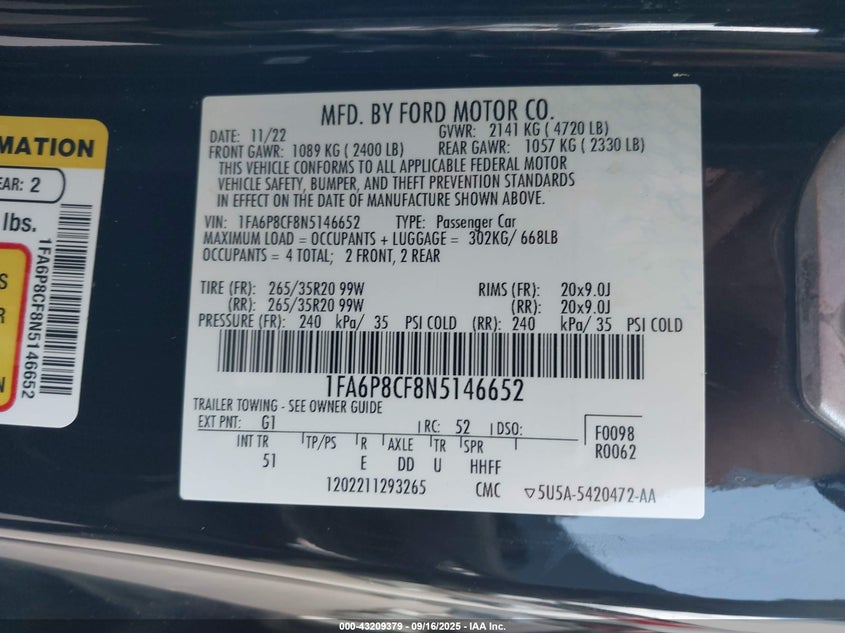 MATION
EAR: 2
lbs.
S
R
N
1FA6P8CF8N5146652
MFD. BY FORD MOTOR CO.
DATE: 11/22 GVWR: 2141 KG ( 4720 LB)
FRONT GAWR: 1089 KG ( 2400 LB) REAR GAWR: 1057 KG ( 2330 LB)
THIS VEHICLE CONFORMS TO ALL APPLICABLE FEDERAL MOTOR
VEHICLE SAFETY, BUMPER, AND THEFT PREVENTION STANDARDS
IN EFFECT ON THE DATE OF MANUFACTURE SHOWN ABOVE.
VIN: 1FA6P8CF8N5146652 TYPE: Passenger Car
MAXIMUM LOAD = OCCUPANTS + LUGGAGE = 302KG/ 668LB
OCCUPANTS = 4 TOTAL; 2 FRONT, 2 REAR
TIRE (FR): 265/35R20 99W RIMS (FR): 20x9.0J
(RR): 265/35R20 99W (RR): 20x9.0J
PRESSURE (FR): 240 kPa/ 35 PSI COLD (RR): 240 kPa/ 35 PSI COLD
1FA6P8CF8N5146652
TRAILER TOWING - SEE OWNER GUIDE
EXT PNT: G1 RC: 52 DSO: F0098
INT TR TP/PS R AXLE TR SPR R0062
51 E DD U HHFF
1202211293265 CMC ▽5U5A-5420472-AA
000-43209379 - 09/16/2025 - IAA Inc.